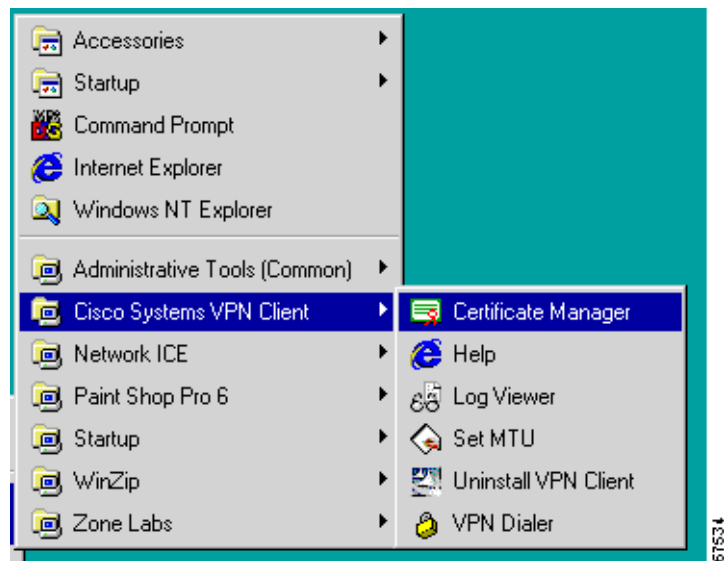 Accessories
Startup
Command Prompt
Internet Explorer
Windows NT Explorer
Administrative Tools (Common)
Cisco Systems VPN Client
Network ICE
Paint Shop Pro 6
Startup
WinZip
Zone Labs
Certificate Manager
Help
Log Viewer
Set MTU
Uninstall VPN Client
VPN Dialer
67534